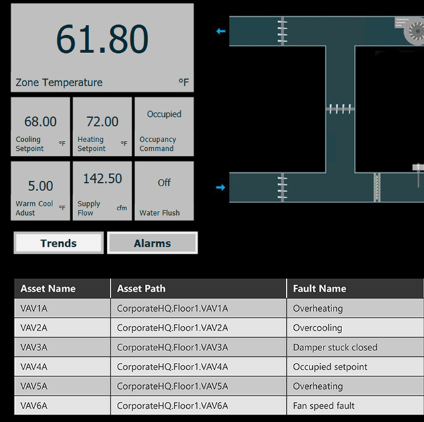 61.80
Zone Temperature °F
68.00
Cooling
Setpoint °F
72.00
Heating
Setpoint °F
Occupied
Occupancy
Command
5.00
Warm Cool
Adust °F
142.50
Supply
Flow cfm
Off
Water Flush
Trends
Alarms
Asset Name Asset Path Fault Name
VAV1A CorporateHQ.Floor1.VAV1A Overheating
VAV2A CorporateHQ.Floor1.VAV2A Overcooling
VAV3A CorporateHQ.Floor1.VAV3A Damper stuck closed
VAV4A CorporateHQ.Floor1.VAV4A Occupied setpoint
VAV5A CorporateHQ.Floor1.VAV5A Overheating
VAV6A CorporateHQ.Floor1.VAV6A Fan speed fault